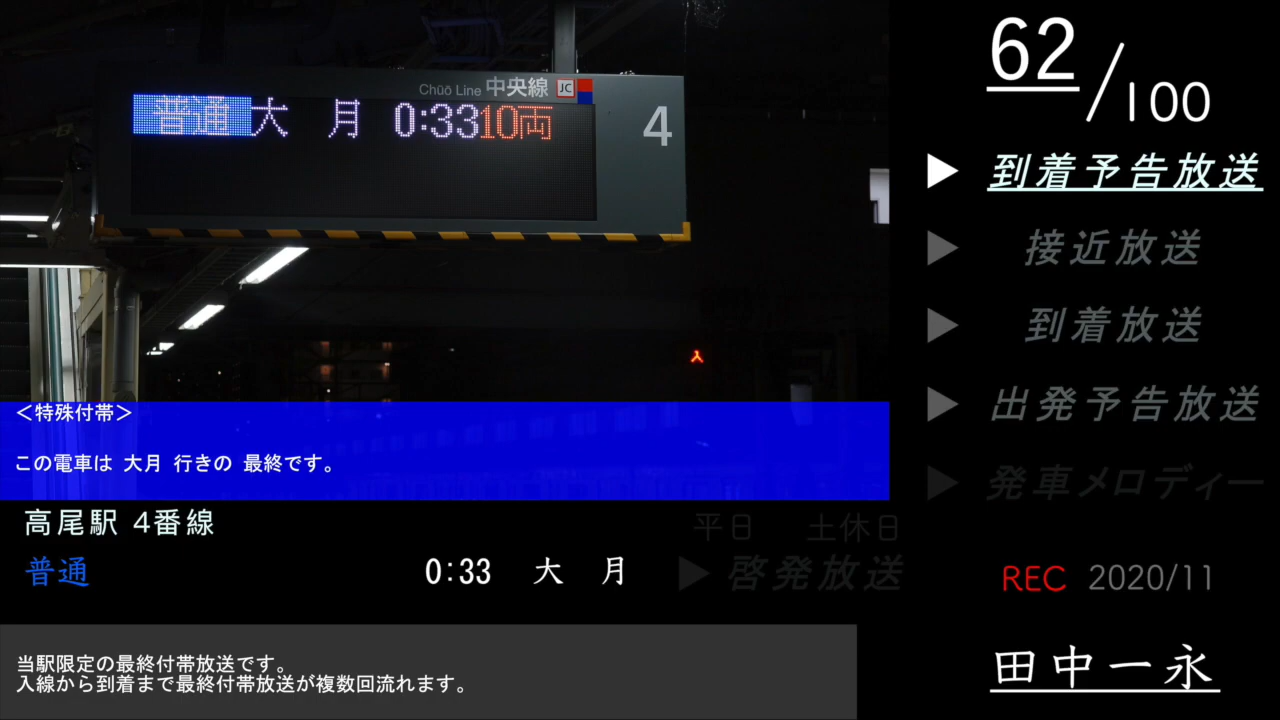 Chūō Line 中央線 JC
普通 大 月 0:33 10両
4
<特殊付帯>
この電車は 大月 行きの 最終です。
高尾駅 4番線
普通 0:33 大 月
平日 土休日
▶ 啓発放送
当駅限定の最終付帯放送です。
入線から到着まで最終付帯放送が複数回流れます。
62/100
▶ 到着予告放送
▶ 接近放送
▶ 到着放送
▶ 出発予告放送
▶ 発車メロディー
REC 2020/11
田中一永